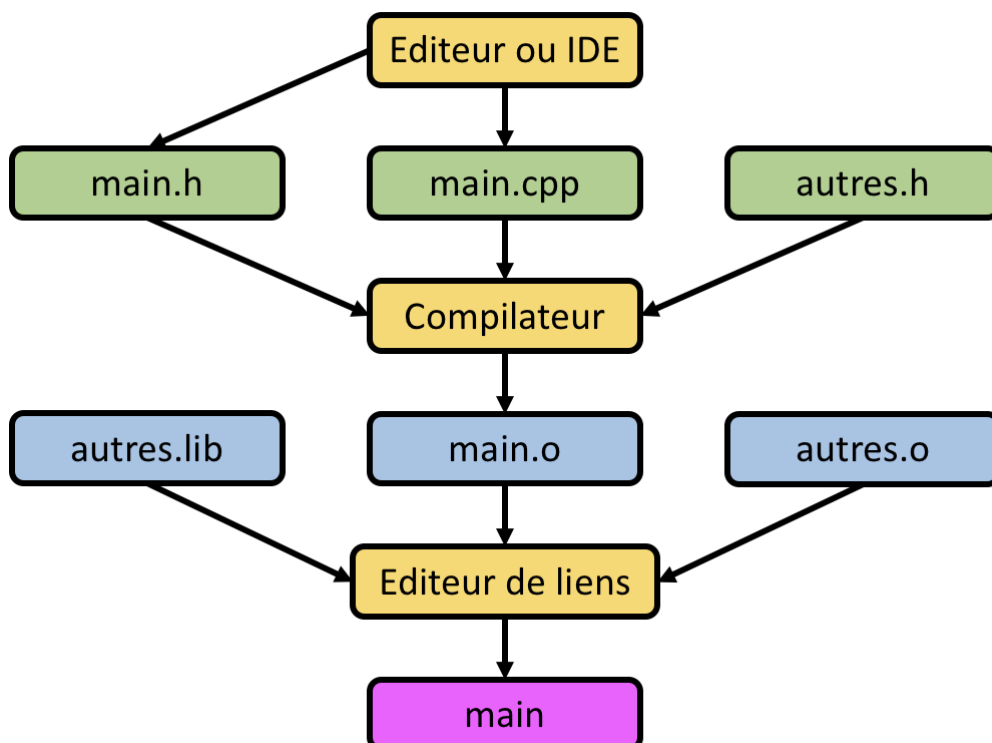 Editeur ou IDE
main.h
main.cpp
autres.h
Compilateur
autres.lib
main.o
autres.o
Editeur de liens
main